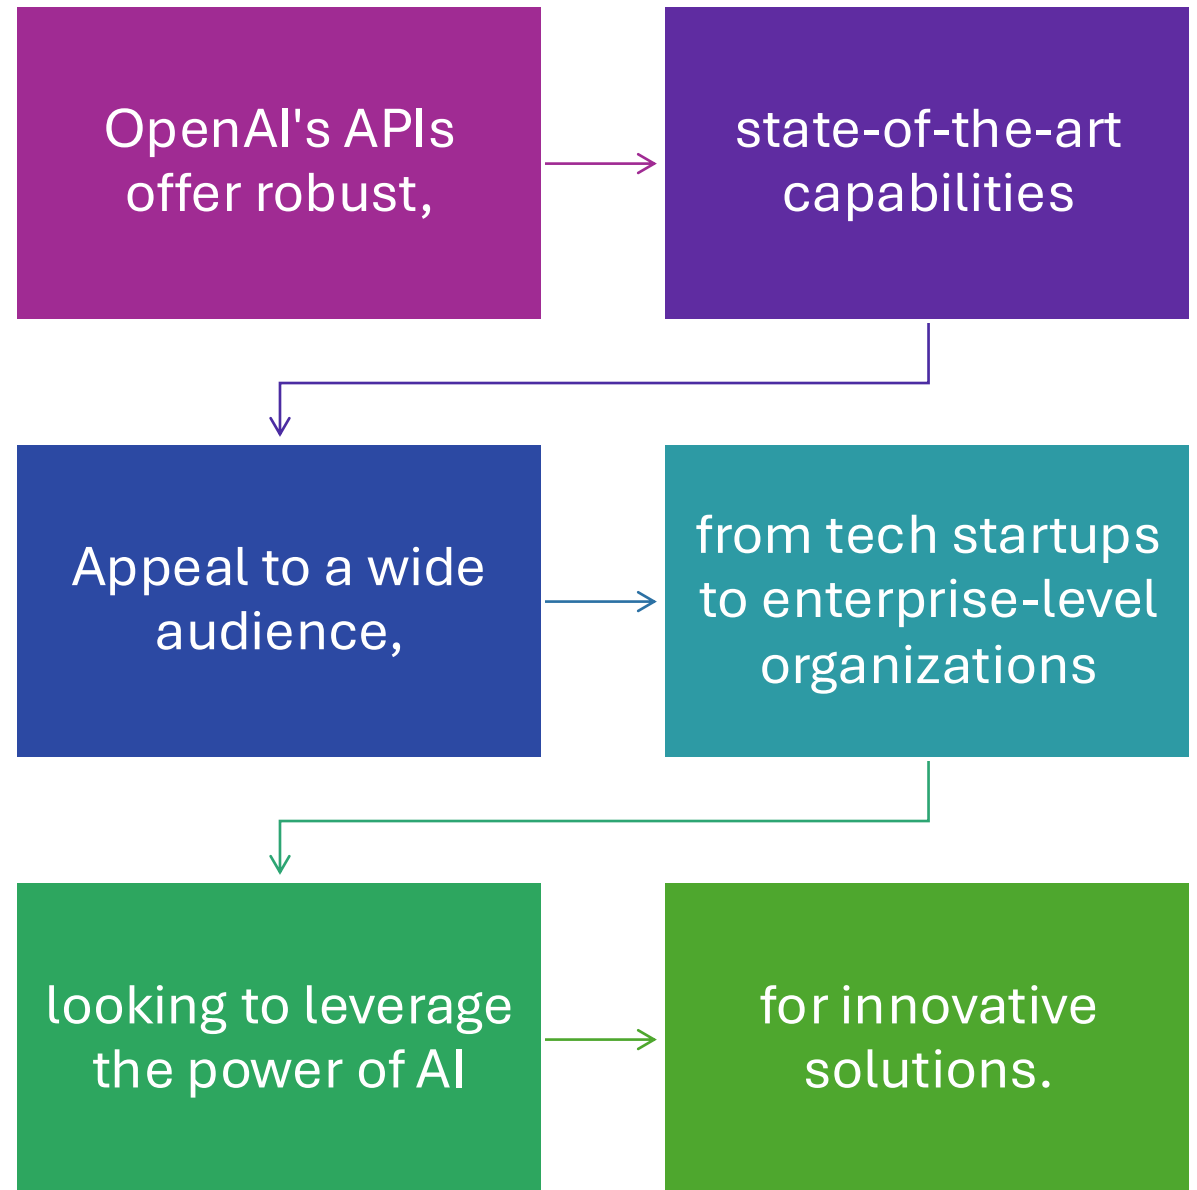 OpenAI's APIs
offer robust,
state-of-the-art
capabilities
Appeal to a wide
audience,
from tech startups
to enterprise-level
organizations
looking to leverage
the power of AI
for innovative
solutions.